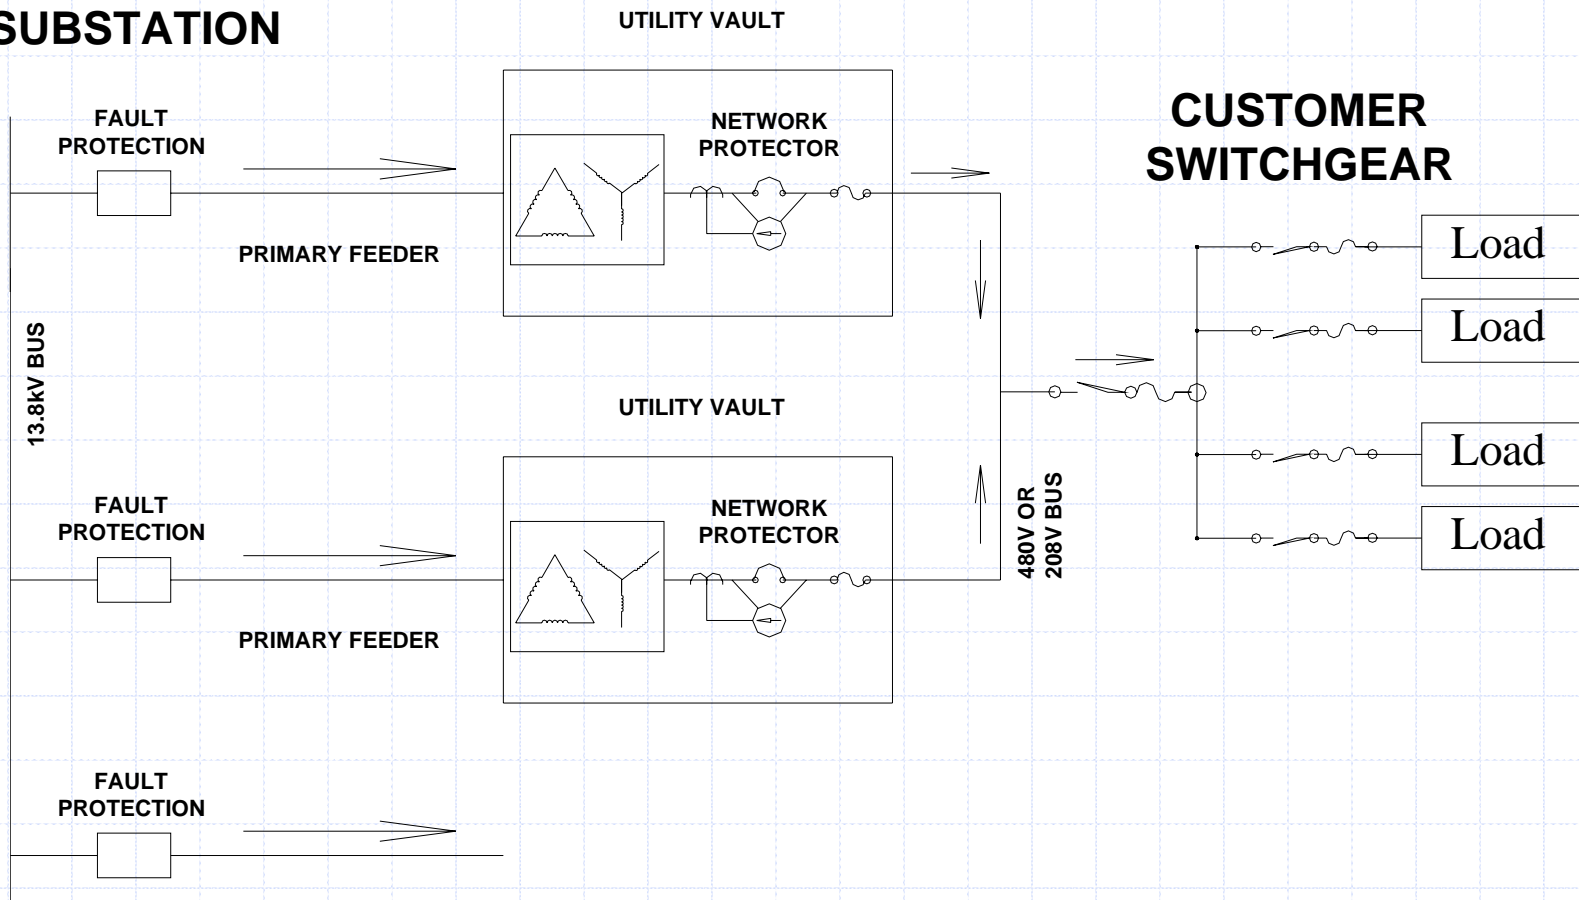 SUBSTATION
UTILITY VAULT
FAULT
PROTECTION
NETWORK
PROTECTOR
CUSTOMER
SWITCHGEAR
PRIMARY FEEDER
Load
Load
13.8kV BUS
UTILITY VAULT
Load
FAULT
PROTECTION
NETWORK
PROTECTOR
480V OR
208V BUS
Load
PRIMARY FEEDER
FAULT
PROTECTION